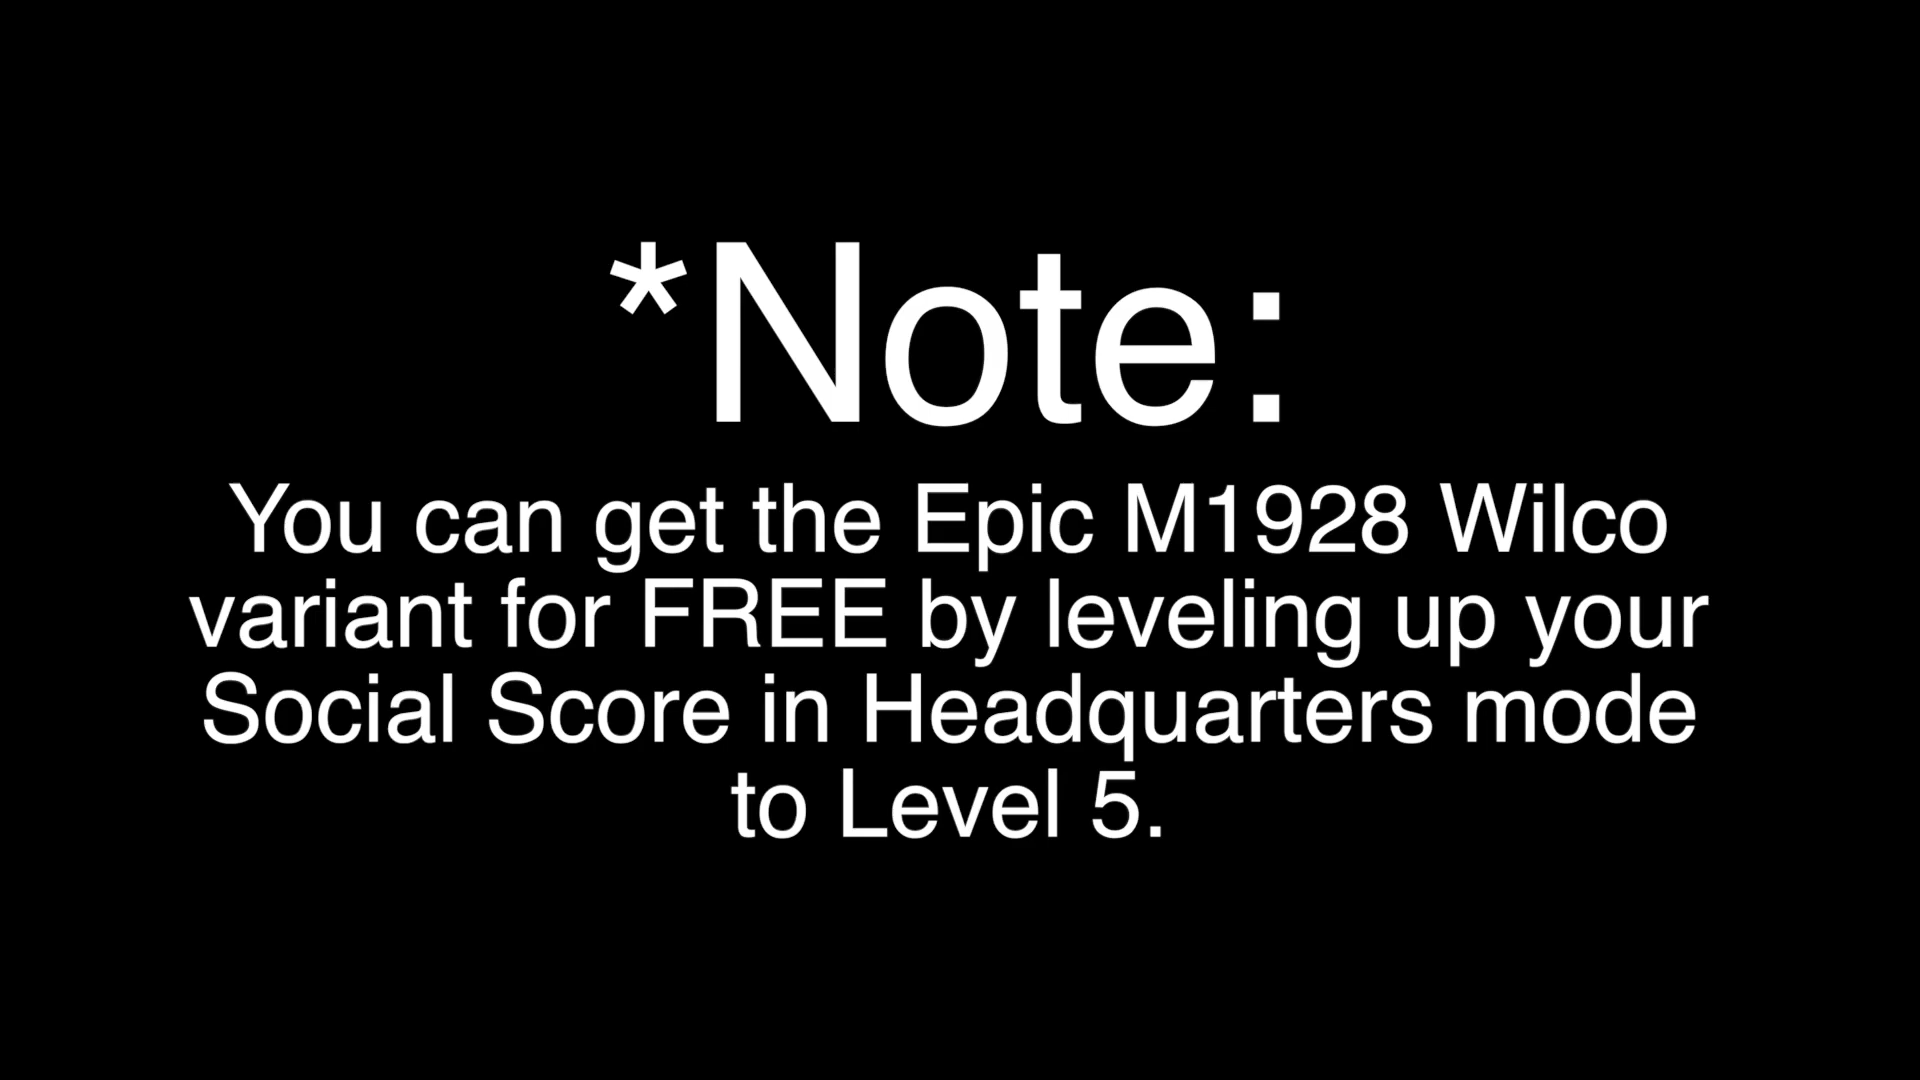 *Note:
You can get the Epic M1928 Wilco
variant for FREE by leveling up your
Social Score in Headquarters mode
to Level 5.